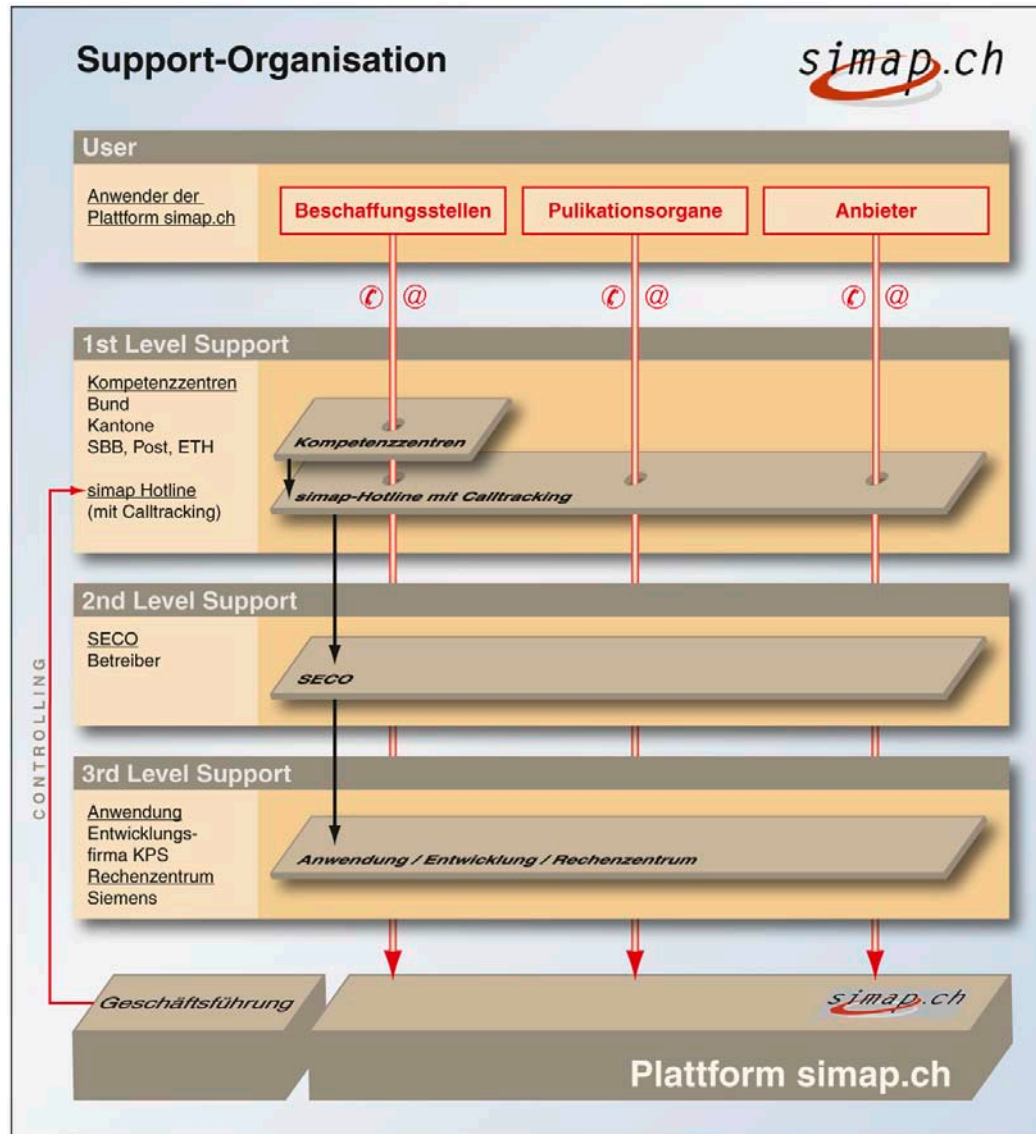 Support-Organisation
simap.ch
User
Anwender der
Plattform simap.ch
Beschaffungsstellen
Pulikationsorgane
Anbieter
@
@
@
1st Level Support
Kompetenzzentren
Bund
Kantone
SBB, Post, ETH
simap Hotline
(mit Calltracking)
Kompetenzzentren
simap-Hotline mit Calltracking
2nd Level Support
SECO
Betreiber
SECO
CONTROLLING
3rd Level Support
Anwendung
Entwicklungs-
firma KPS
Rechenzentrum
Siemens
Anwendung / Entwicklung / Rechenzentrum
Geschäftsführung
simap.ch
Plattform simap.ch